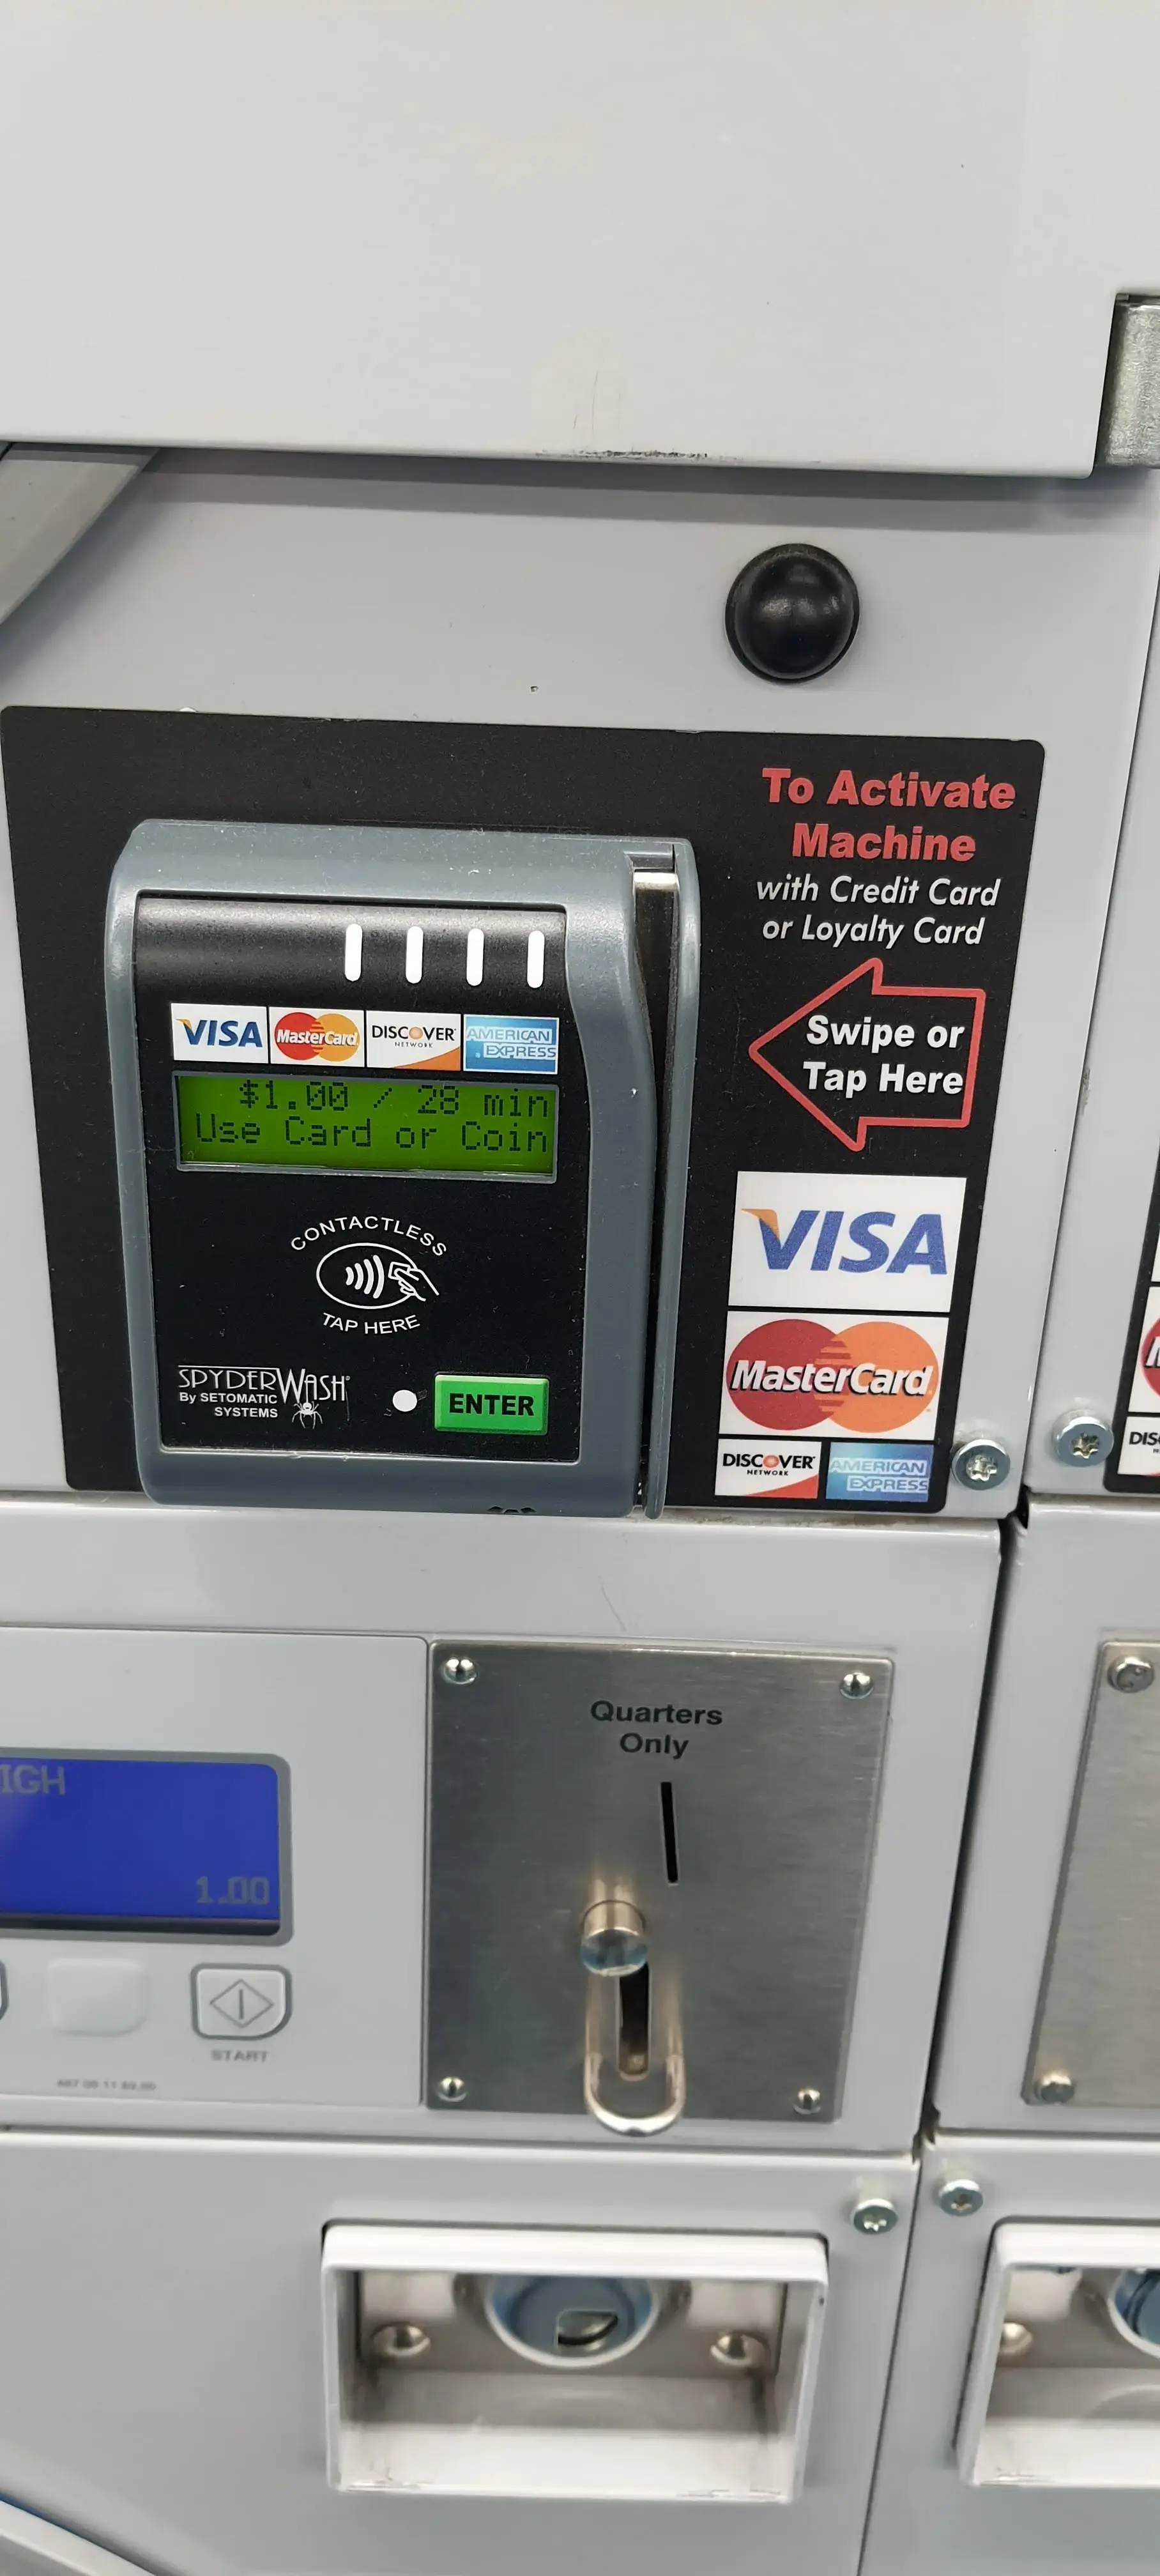 To Activate
Machine
with Credit Card
or Loyalty Card
Swipe or
Tap Here
VISA
MasterCard
DISCOVER
NETWORK
AMERICAN
EXPRESS
VISA
MasterCard
DISCOVER
NETWORK
AMERICAN
EXPRESS
$1.00 / 28 min
Use Card or Coin
CONTACTLESS
TAP HERE
SPYDERWASH
By SETOMATIC
SYSTEMS
ENTER
DIS
Quarters
Only
IGH
1.00
START